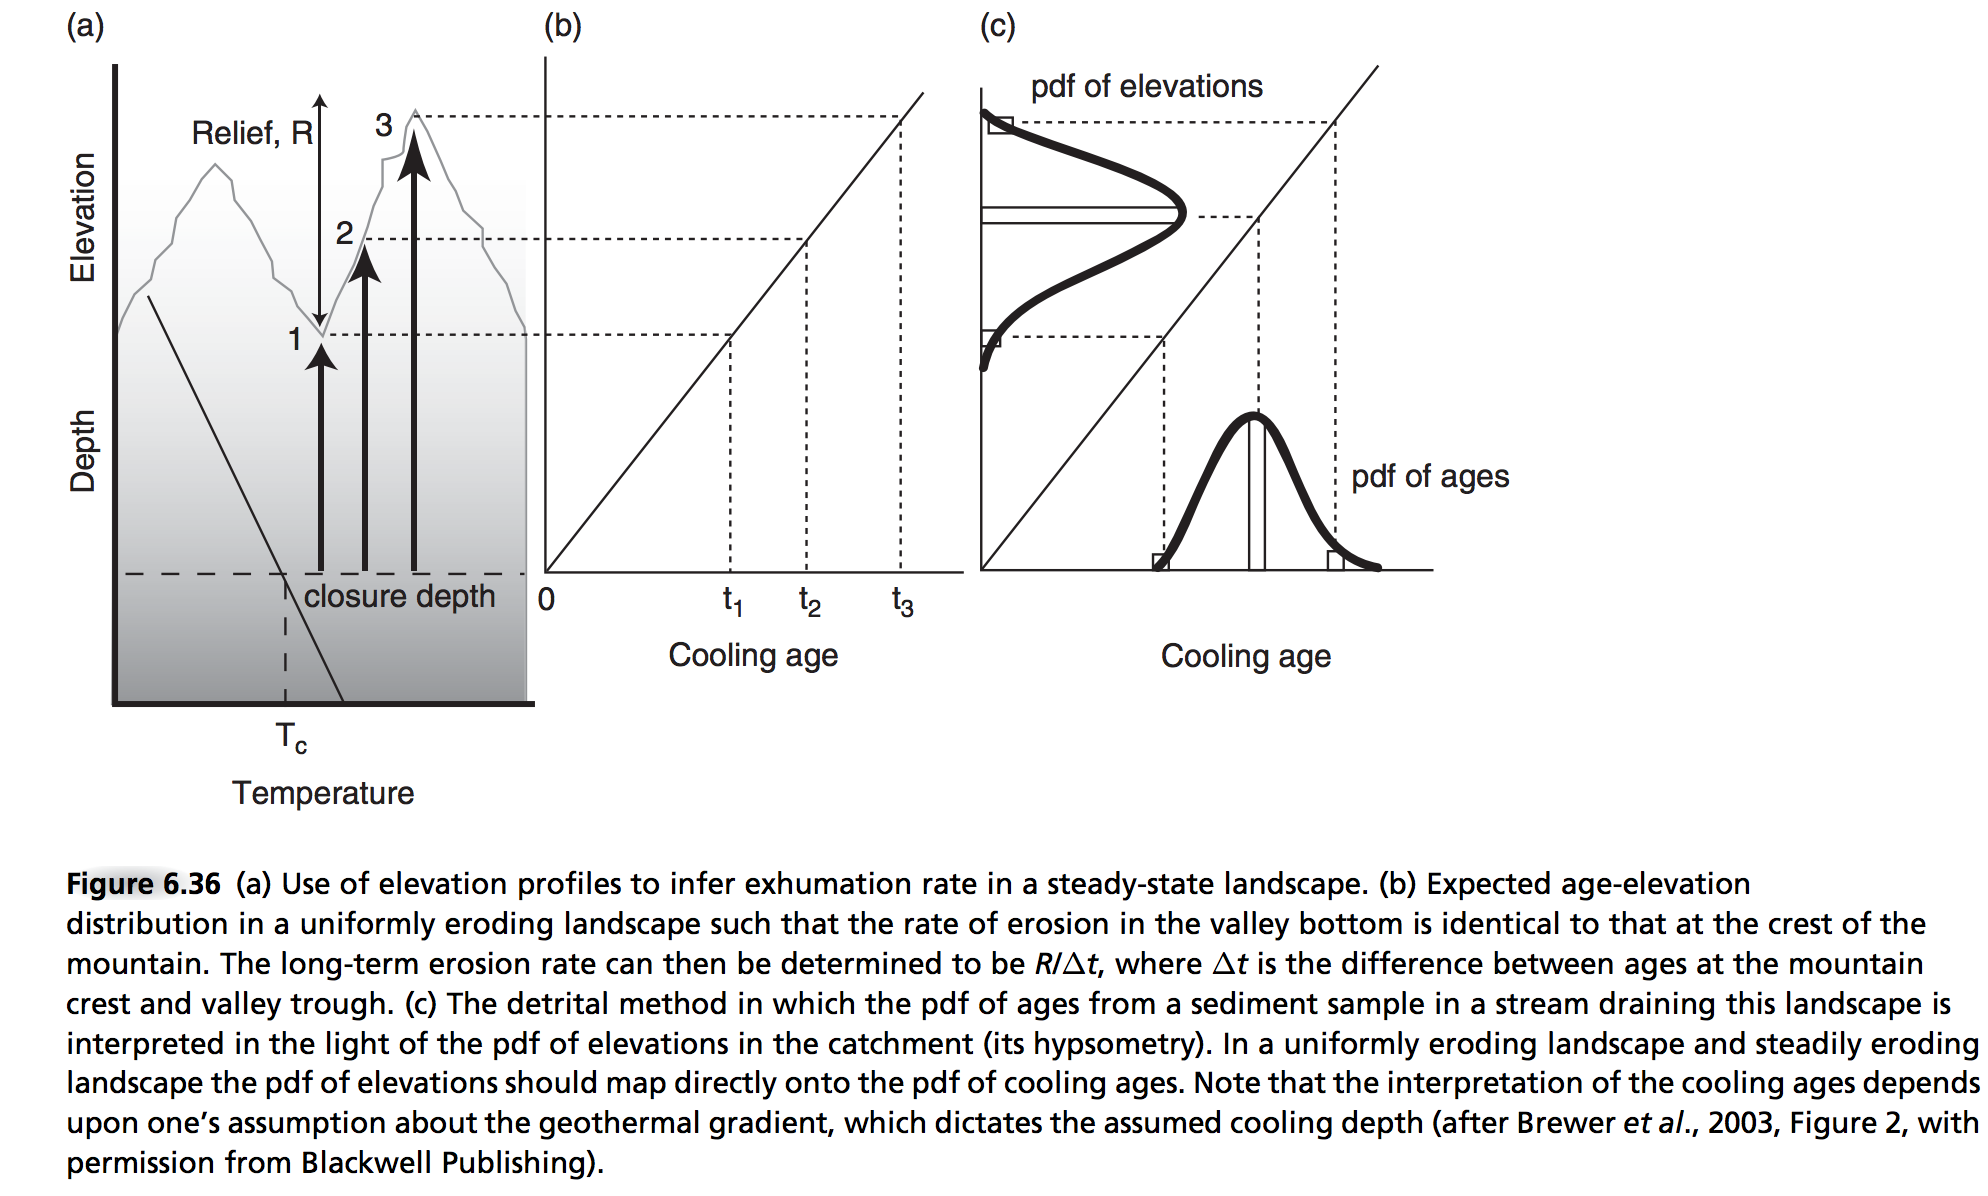 (a)
Relief, R
3
2
1
Elevation
Depth
closure depth
Tc
Temperature
(b)
0
t1
t2
t3
Cooling age
(c)
pdf of elevations
pdf of ages
Cooling age
Figure 6.36 (a) Use of elevation profiles to infer exhumation rate in a steady-state landscape. (b) Expected age-elevation
distribution in a uniformly eroding landscape such that the rate of erosion in the valley bottom is identical to that at the crest of the
mountain. The long-term erosion rate can then be determined to be R/Δt, where Δt is the difference between ages at the mountain
crest and valley trough. (c) The detrital method in which the pdf of ages from a sediment sample in a stream draining this landscape is
interpreted in the light of the pdf of elevations in the catchment (its hypsometry). In a uniformly eroding landscape and steadily eroding
landscape the pdf of elevations should map directly onto the pdf of cooling ages. Note that the interpretation of the cooling ages depends
upon one's assumption about the geothermal gradient, which dictates the assumed cooling depth (after Brewer et al., 2003, Figure 2, with
permission from Blackwell Publishing).